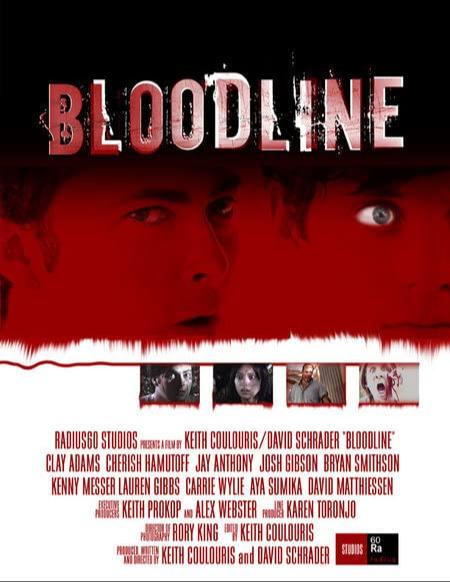 BLOODLINE
RADIUS60 STUDIOS PRESENTS A FILM BY KEITH COULOURIS/DAVID SCHRADER "BLOODLINE"
CLAY ADAMS CHERISH HAMUTOFF JAY ANTHONY JOSH GIBSON BRYAN SMITHSON
KENNY MESSER LAUREN GIBBS CARRIE WYLIE AYA SUMIKA DAVID MATTHIESSEN
EXECUTIVE PRODUCERS KEITH PROKOP AND ALEX WEBSTER LINE PRODUCER KAREN TORONJO
DIRECTOR OF PHOTOGRAPHY RORY KING EDITED BY KEITH COULOURIS
PRODUCED, WRITTEN AND DIRECTED BY KEITH COULOURIS AND DAVID SCHRADER
STUDIOS
60
Ra